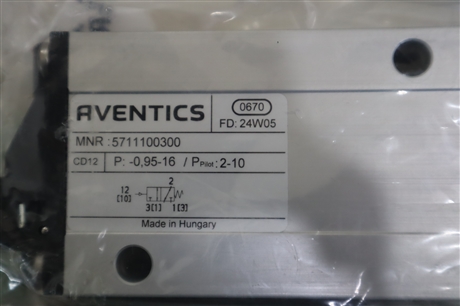 AVENTICS
0670
FD: 24W05
MNR :5711100300
CD12 P: -0,95-16 / PPilot: 2-10
2
12
[10]
3[1] 1[3]
Made in Hungary